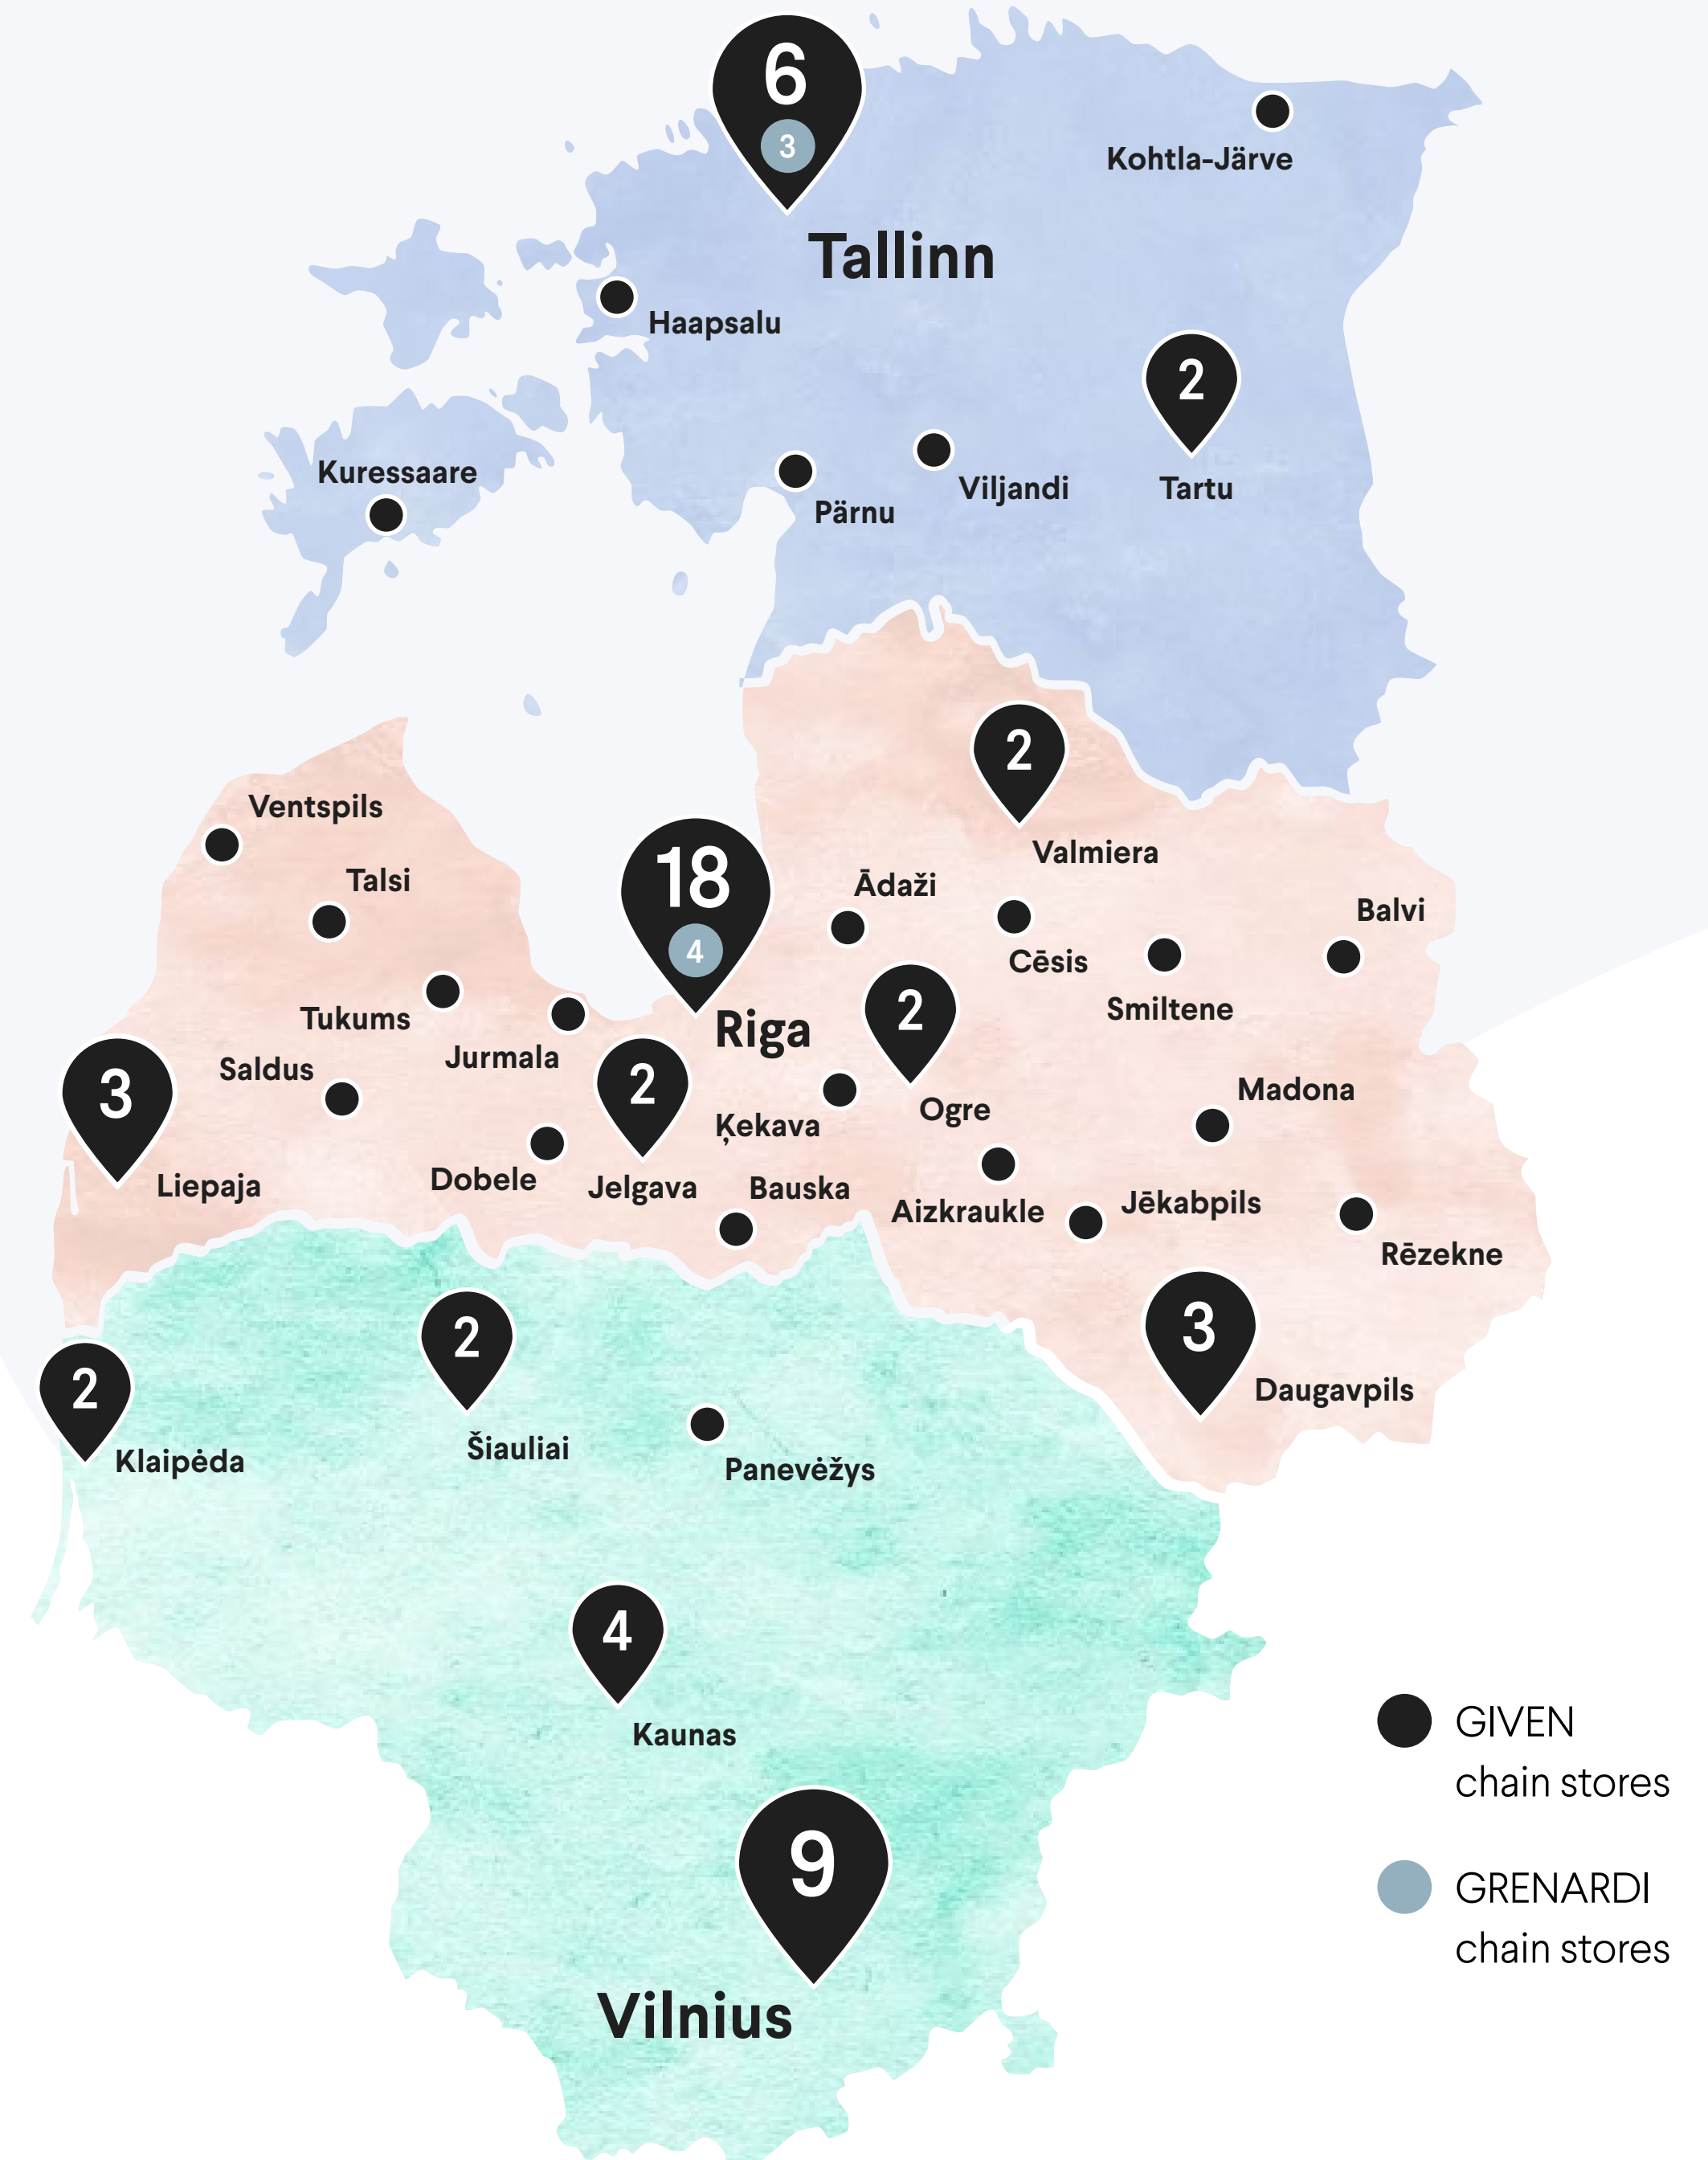 6
3
Kohtla-Järve
Tallinn
Haapsalu
2
Kuressaare
Viljandi
Tartu
Pärnu
2
Ventspils
Valmiera
Talsi
18
Ādaži
Balvi
4
Cēsis
Smiltene
Tukums
2
Riga
Jurmala
Saldus
3
2
Madona
Ogre
Ķekava
Liepaja
Dobele
Jelgava
Bauska
Aizkraukle
Jēkabpils
Rēzekne
3
2
2
Daugavpils
Klaipėda
Šiauliai
Panevėžys
4
Kaunas
GIVEN
chain stores
9
GRENARDI
chain stores
Vilnius